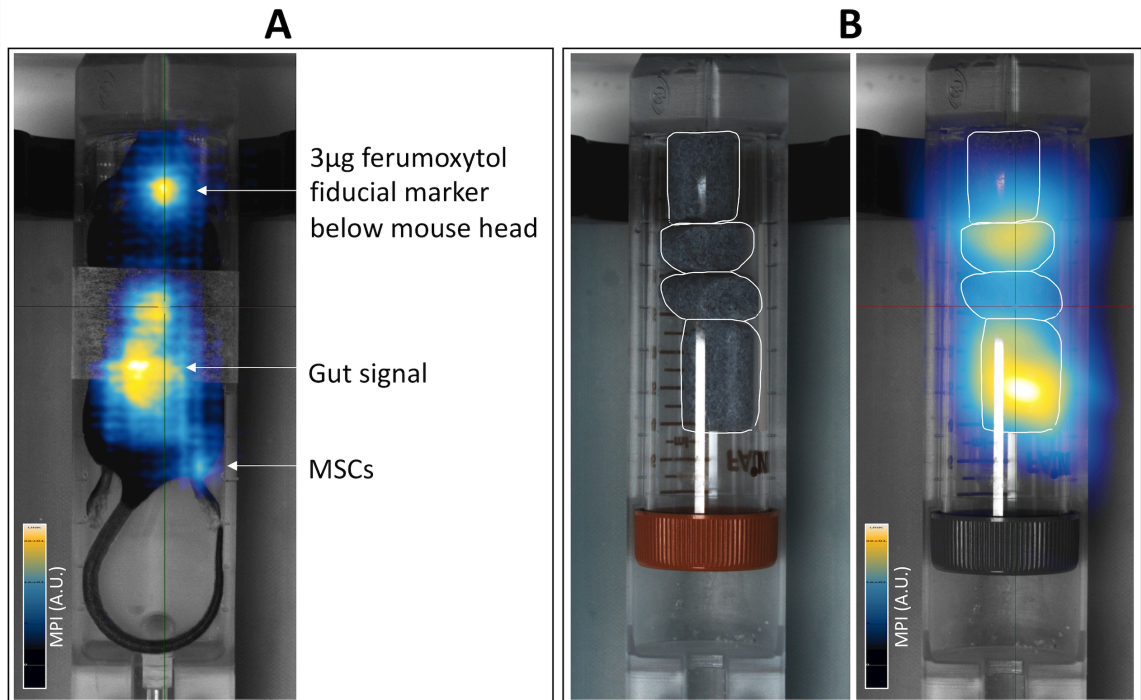 A
B
3µg ferumoxytol
fiducial marker
below mouse head
Gut signal
MSCs
MPI (A.U.)
MPI (A.U.)